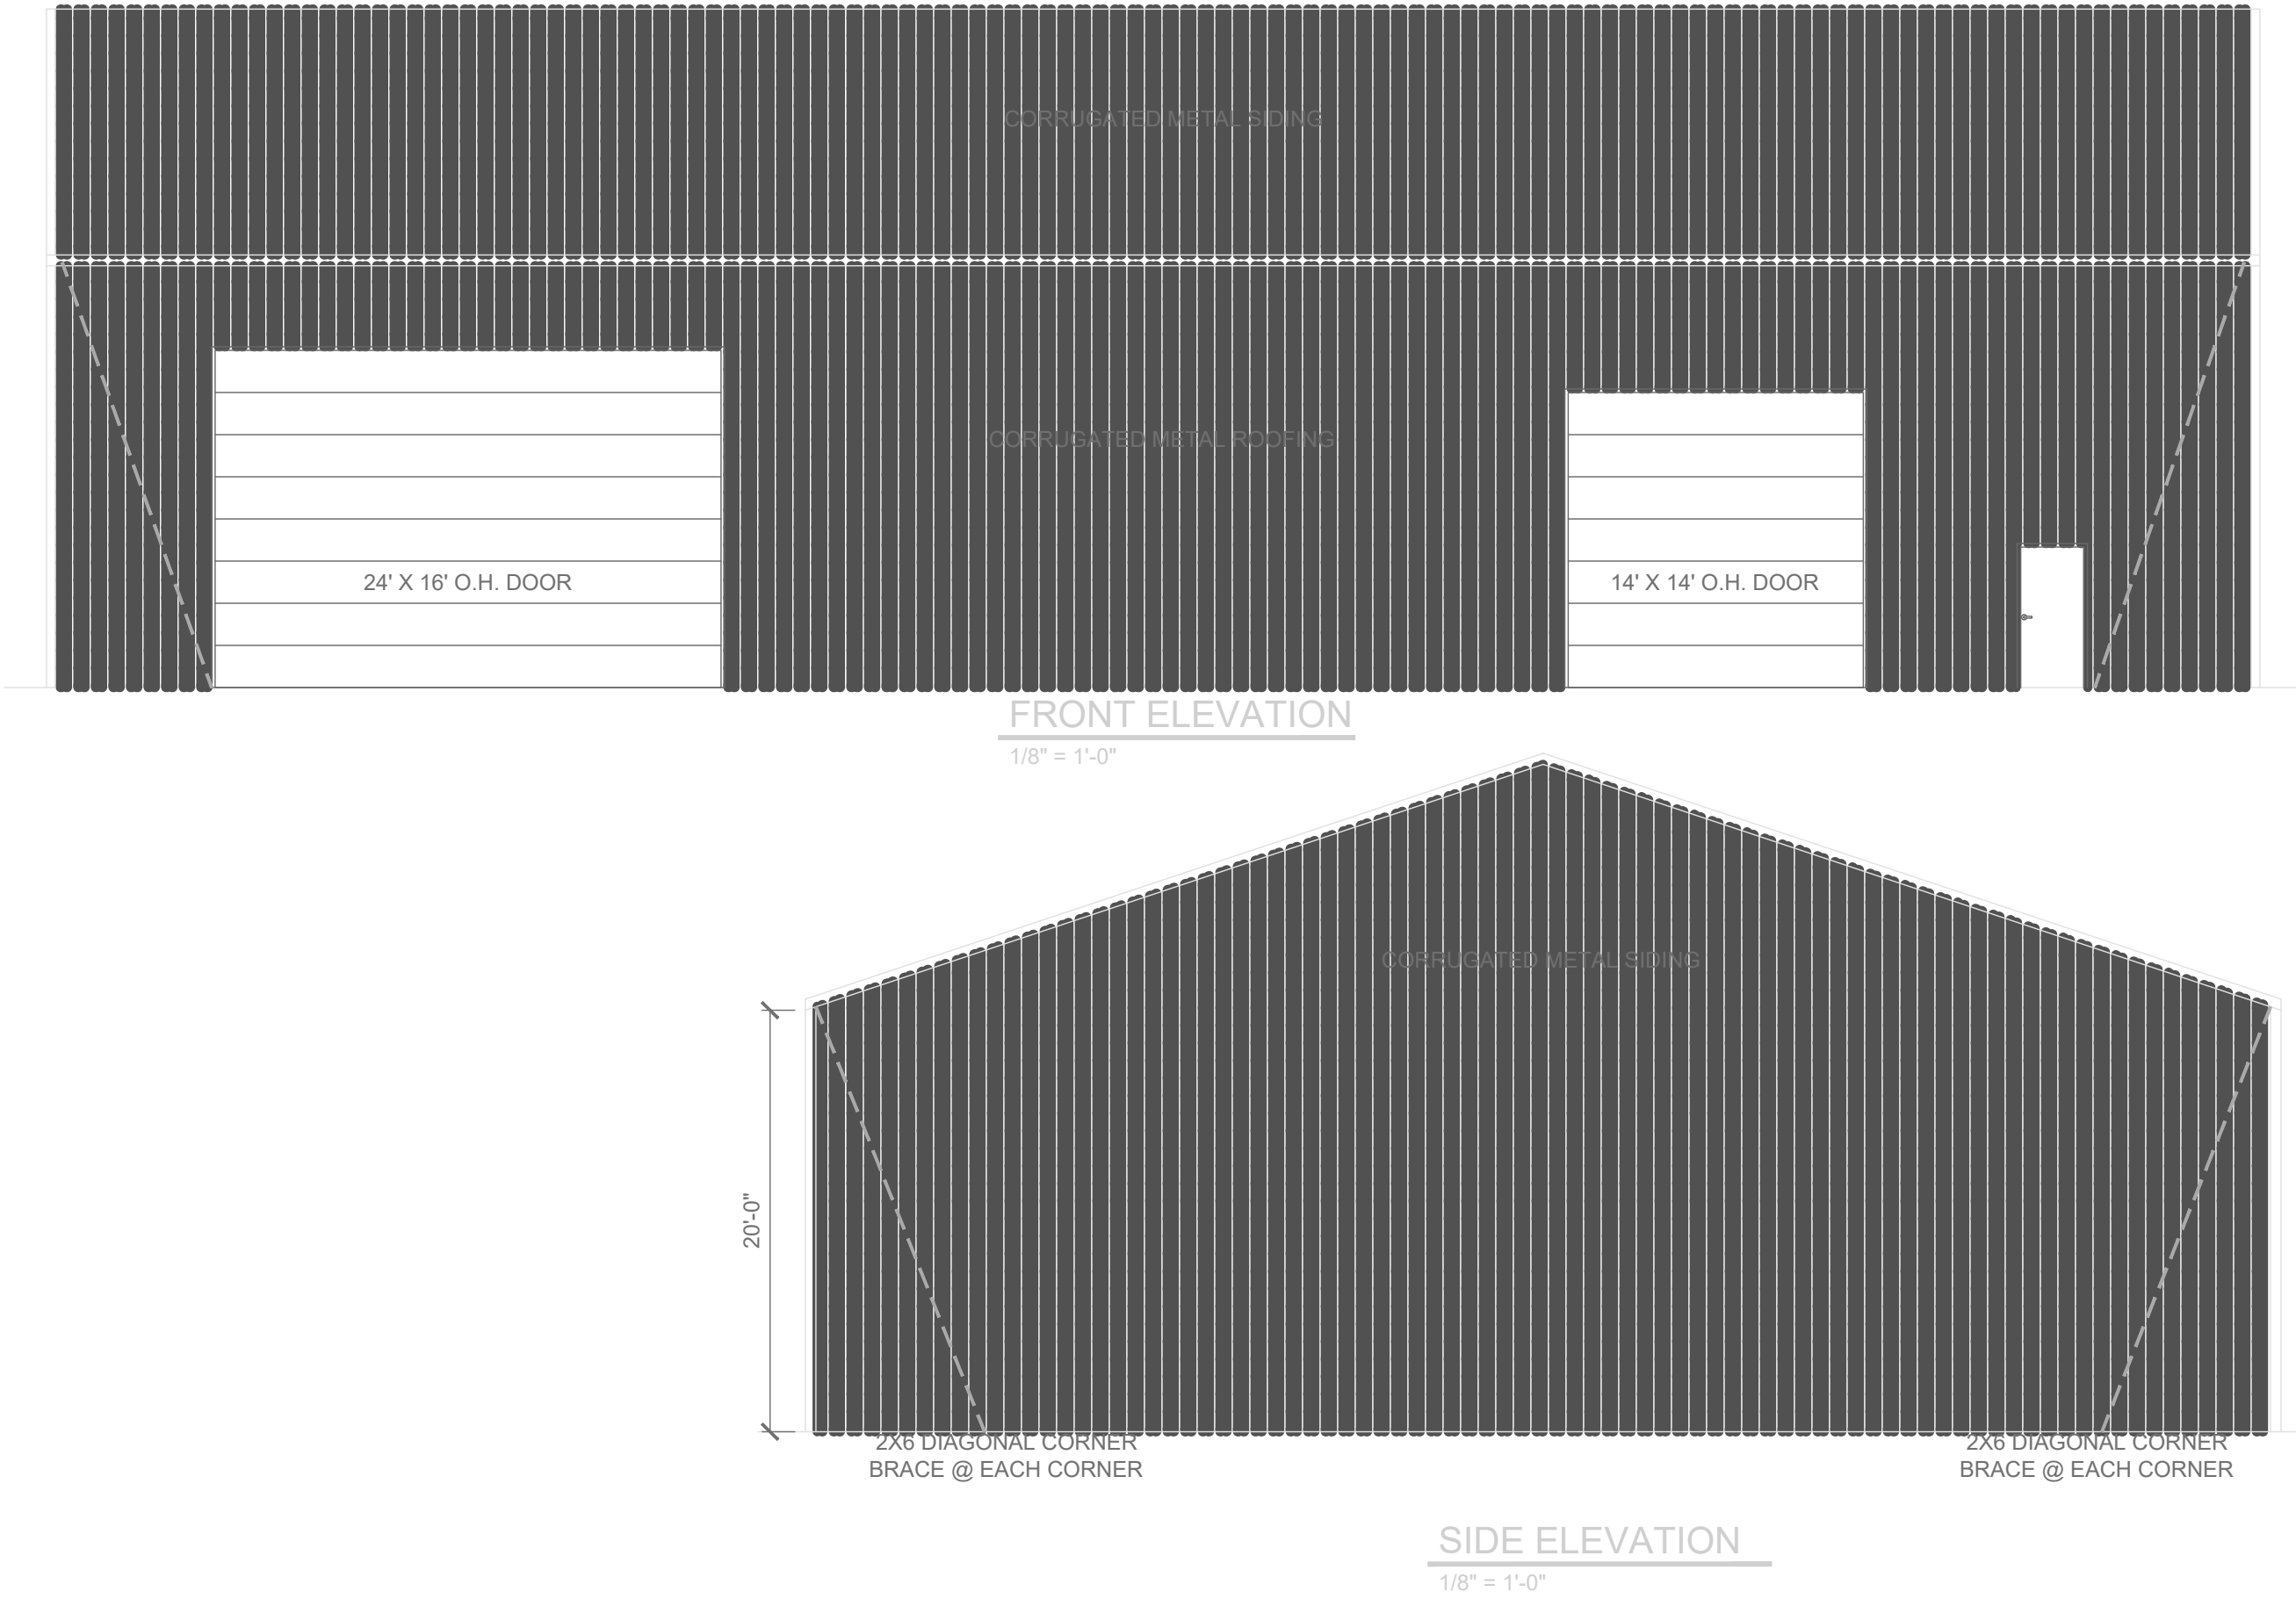 CORRUGATED METAL SIDING
CORRUGATED METAL ROOFING
24' X 16' O.H. DOOR
14' X 14' O.H. DOOR
FRONT ELEVATION
1/8" = 1'-0"
CORRUGATED METAL SIDING
20'-0"
2X6 DIAGONAL CORNER
BRACE @ EACH CORNER
2X6 DIAGONAL CORNER
BRACE @ EACH CORNER
SIDE ELEVATION
1/8" = 1'-0"